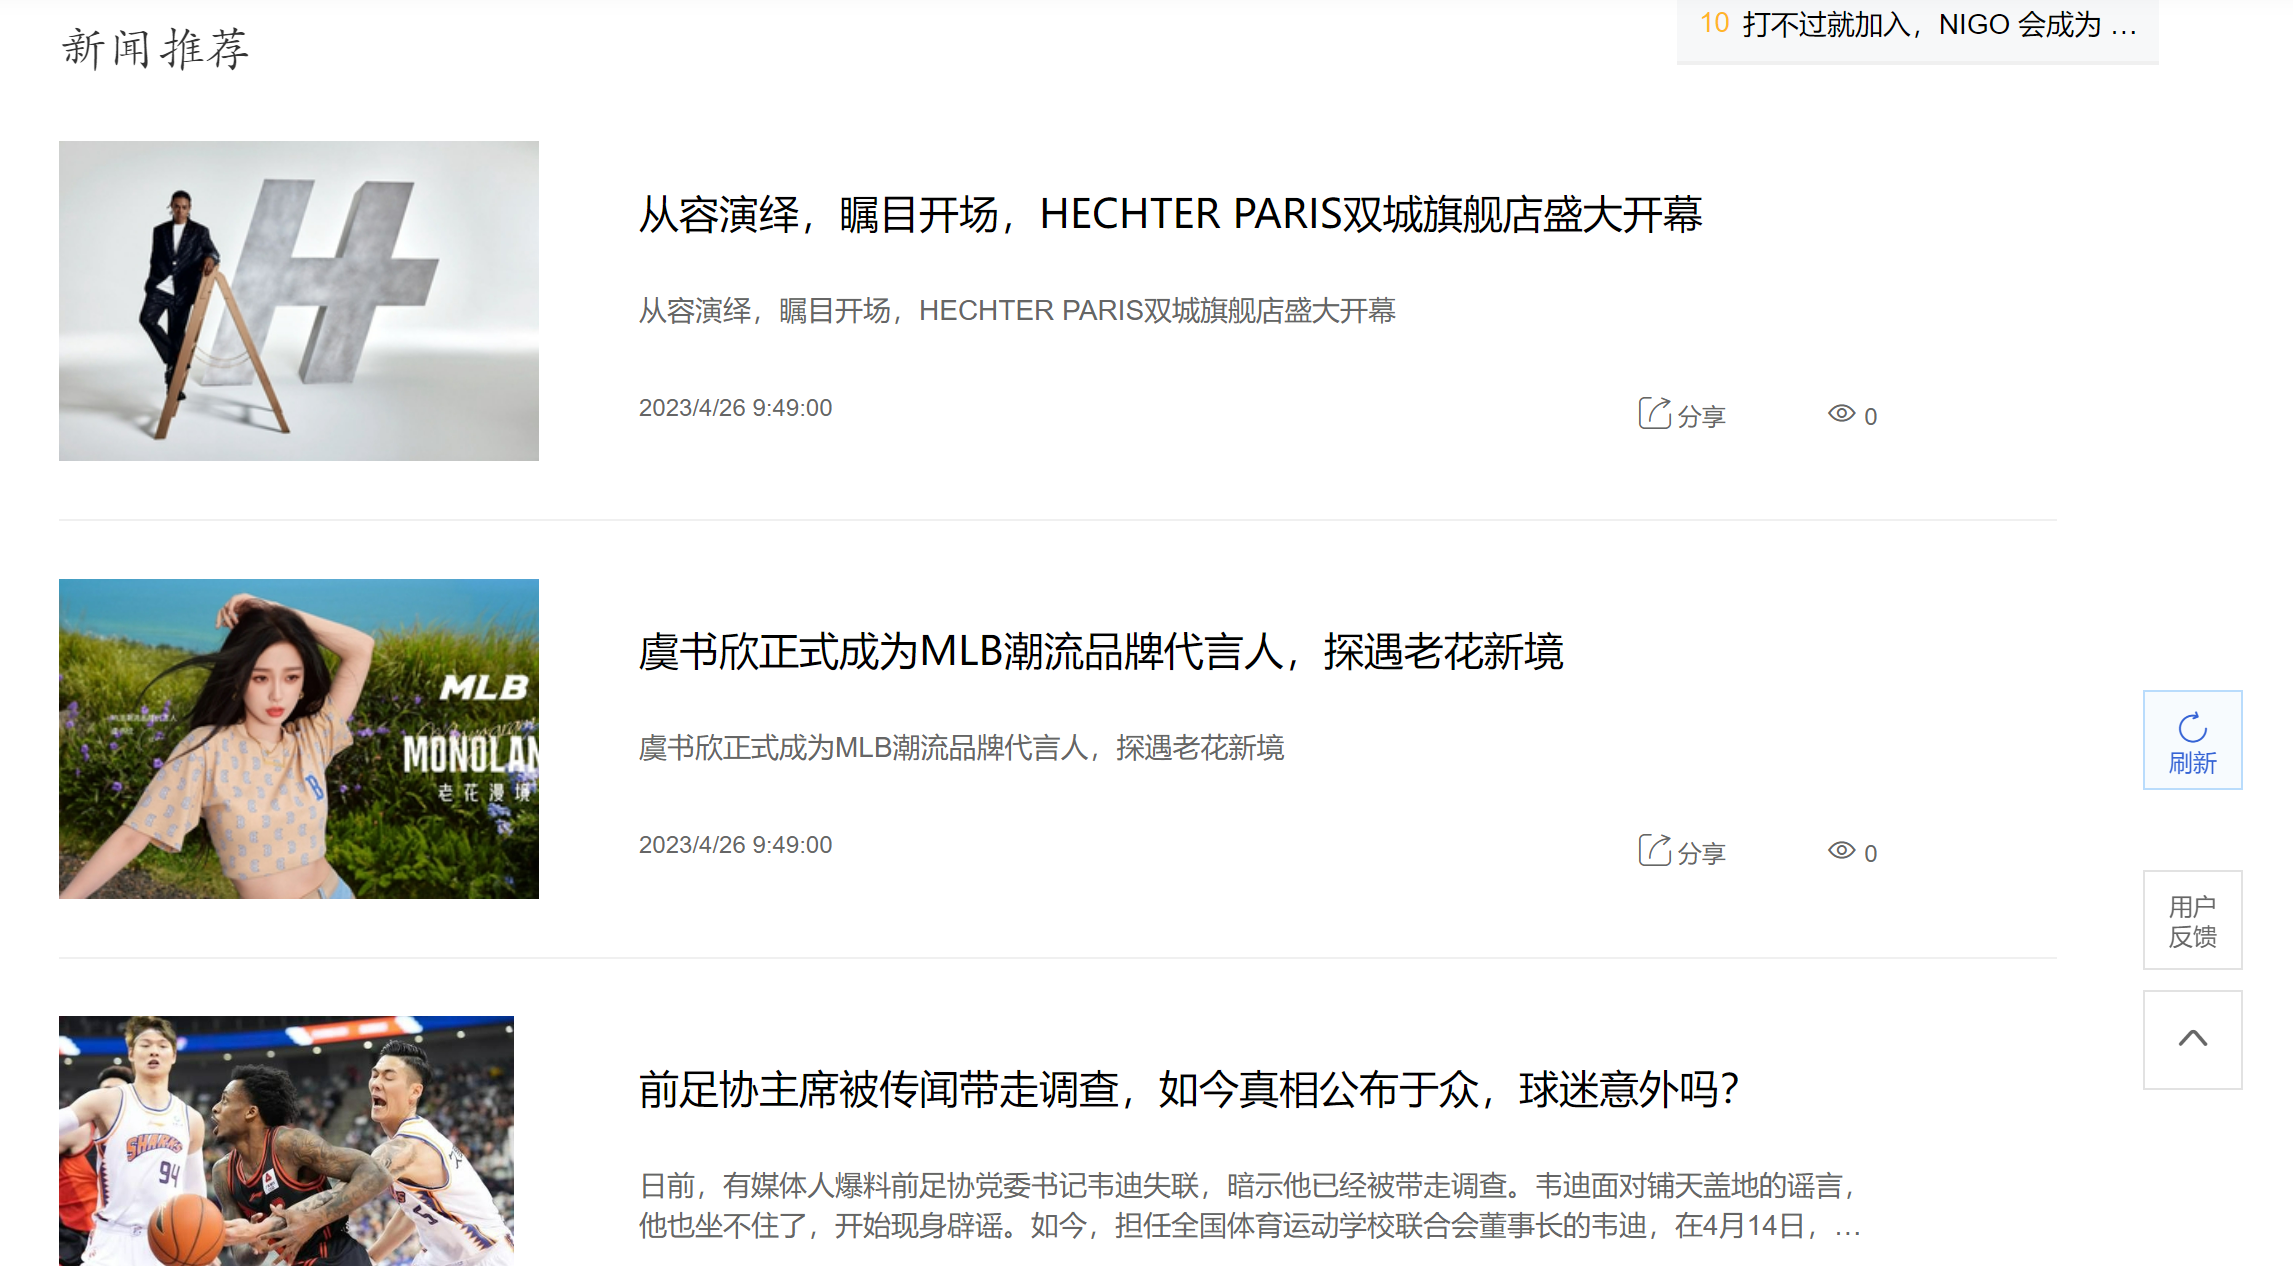 新闻推荐
10 打不过就加入，NIGO 会成为 …
从容演绎，瞩目开场，HECHTER PARIS双城旗舰店盛大开幕
从容演绎，瞩目开场，HECHTER PARIS双城旗舰店盛大开幕
2023/4/26 9:49:00
分享
0
MLB
MONOLAN
老花漫境
虞书欣正式成为MLB潮流品牌代言人，探遇老花新境
虞书欣正式成为MLB潮流品牌代言人，探遇老花新境
2023/4/26 9:49:00
分享
0
刷新
用户
反馈
SHARKS
94
5
前足协主席被传闻带走调查，如今真相公布于众，球迷意外吗？
日前，有媒体人爆料前足协党委书记韦迪失联，暗示他已经被带走调查。韦迪面对铺天盖地的谣言，
他也坐不住了，开始现身辟谣。如今，担任全国体育运动学校联合会董事长的韦迪，在4月14日，…